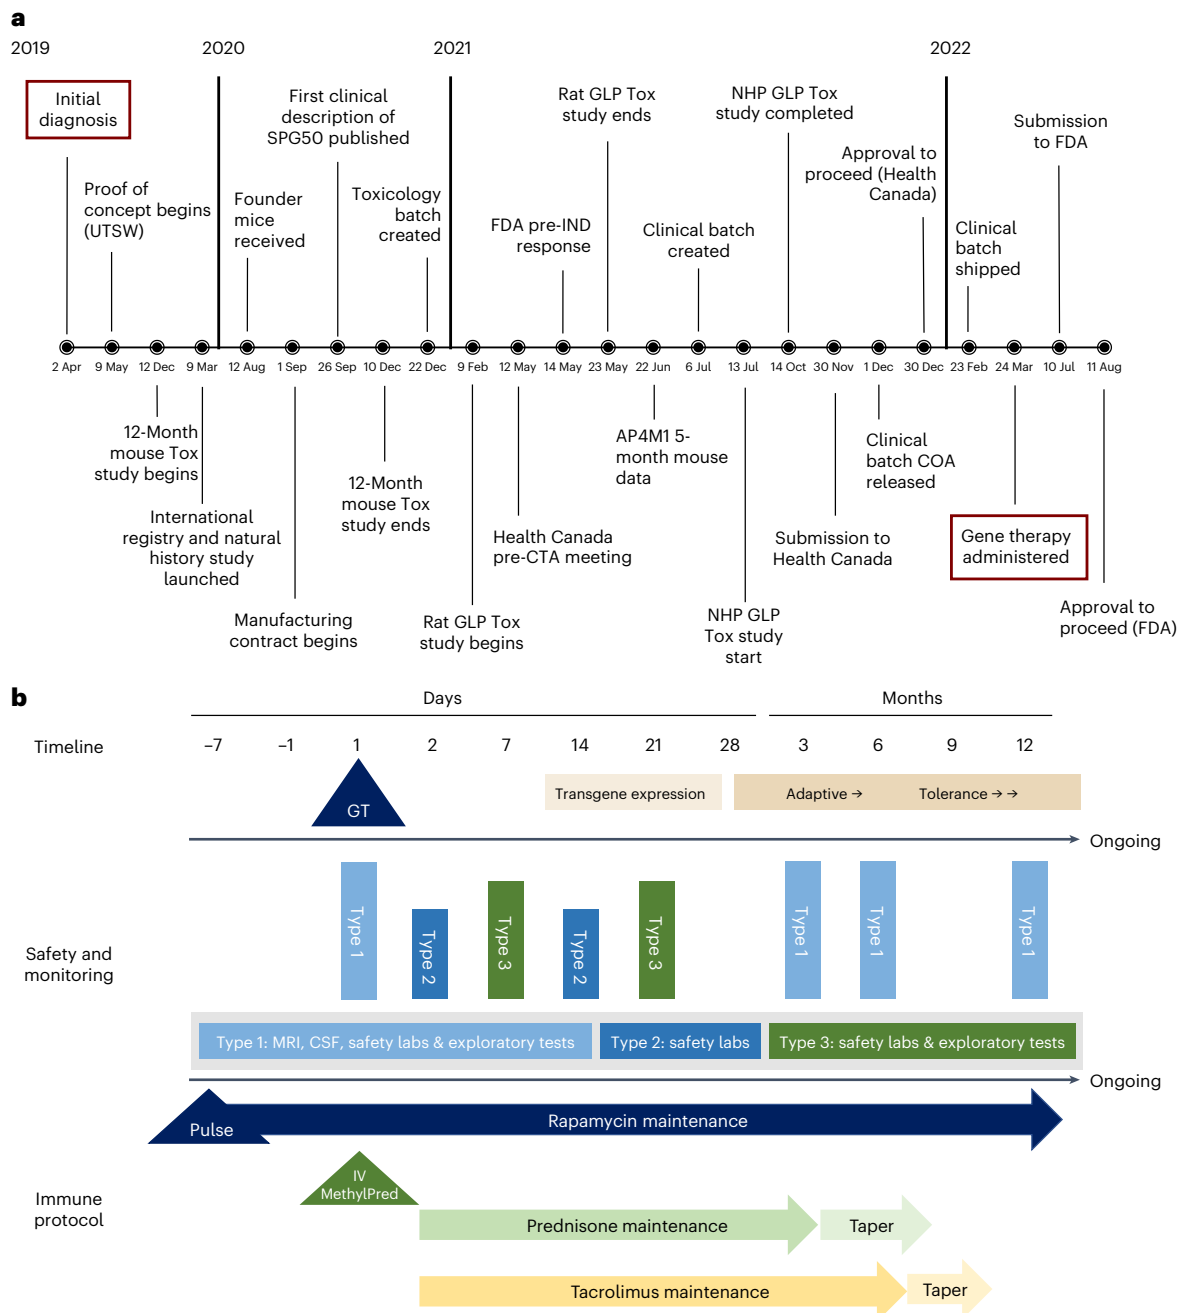 a
2019
2020
2021
2022
Initial
diagnosis
Proof of
concept begins
(UTSW)
Founder
mice
received
First clinical
description of
SPG50 published
Toxicology
batch
created
FDA pre-IND
response
Rat GLP Tox
study ends
Clinical batch
created
NHP GLP Tox
study completed
Approval to
proceed (Health
Canada)
Clinical
batch
shipped
Submission
to FDA
2 Apr
9 May
12 Dec
9 Mar
12 Aug
1 Sep
26 Sep
10 Dec
22 Dec
9 Feb
12 May
14 May
23 May
22 Jun
6 Jul
13 Jul
14 Oct
30 Nov
1 Dec
30 Dec
23 Feb
24 Mar
10 Jul
11 Aug
12-Month
mouse Tox
study begins
International
registry and natural
history study
launched
Manufacturing
contract begins
12-Month
mouse Tox
study ends
Rat GLP Tox
study begins
Health Canada
pre-CTA meeting
AP4M1 5-
month mouse
data
NHP GLP
Tox study
start
Submission to
Health Canada
Clinical
batch COA
released
Gene therapy
administered
Approval to
proceed (FDA)
b
Days
Months
Timeline
–7
–1
1
2
7
14
21
28
3
6
9
12
GT
Transgene expression
Adaptive →
Tolerance → →
Ongoing
Safety and
monitoring
Type 1
Type 2
Type 3
Type 2
Type 3
Type 1
Type 1
Type 1
Type 1: MRI, CSF, safety labs & exploratory tests
Type 2: safety labs
Type 3: safety labs & exploratory tests
Ongoing
Immune
protocol
Pulse
Rapamycin maintenance
IV
MethylPred
Prednisone maintenance
Taper
Tacrolimus maintenance
Taper